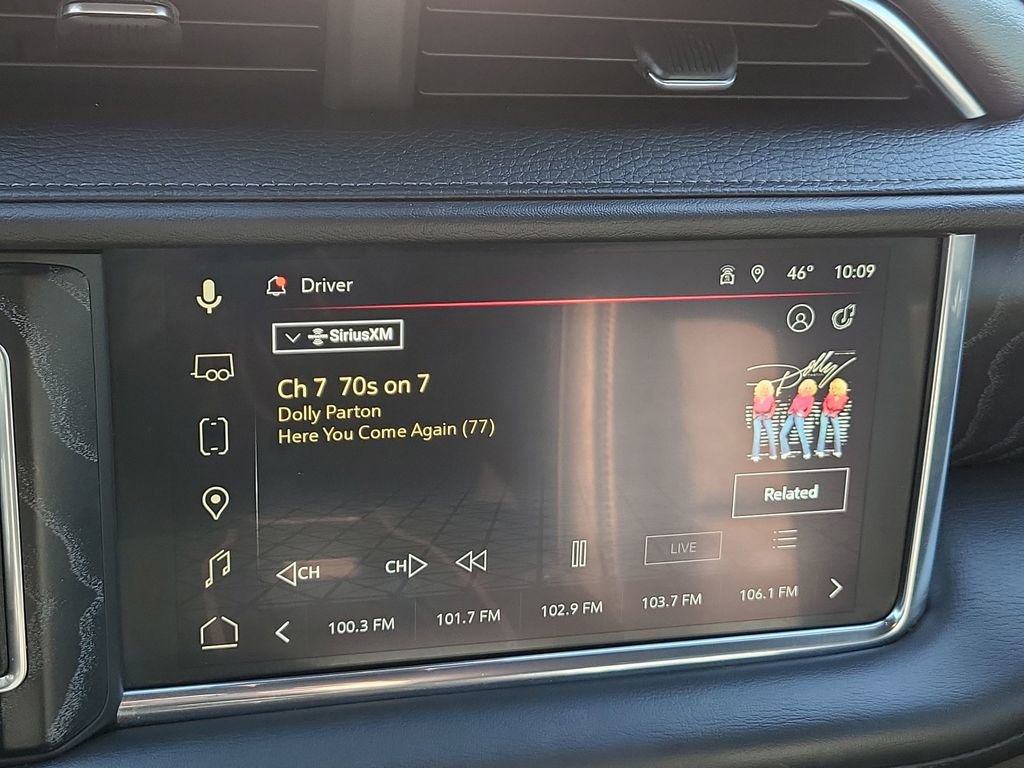 Driver
46° 10:09
SiriusXM
Ch 7 70s on 7
Dolly Parton
Here You Come Again (77)
Dolly
Related
CH
CH
LIVE
100.3 FM
101.7 FM
102.9 FM
103.7 FM
106.1 FM